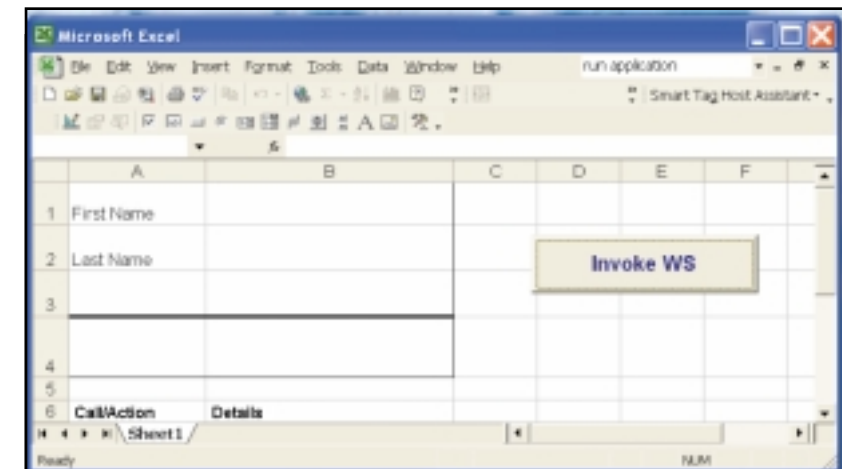 Microsoft Excel
File Edit View Insert Format Tools Data Window Help run application
Smart Tag Host Assistant
A B C D E F
1 First Name
2 Last Name
Invoke WS
3
4
5
6 Call/Action Details
Sheet1
Ready NUM